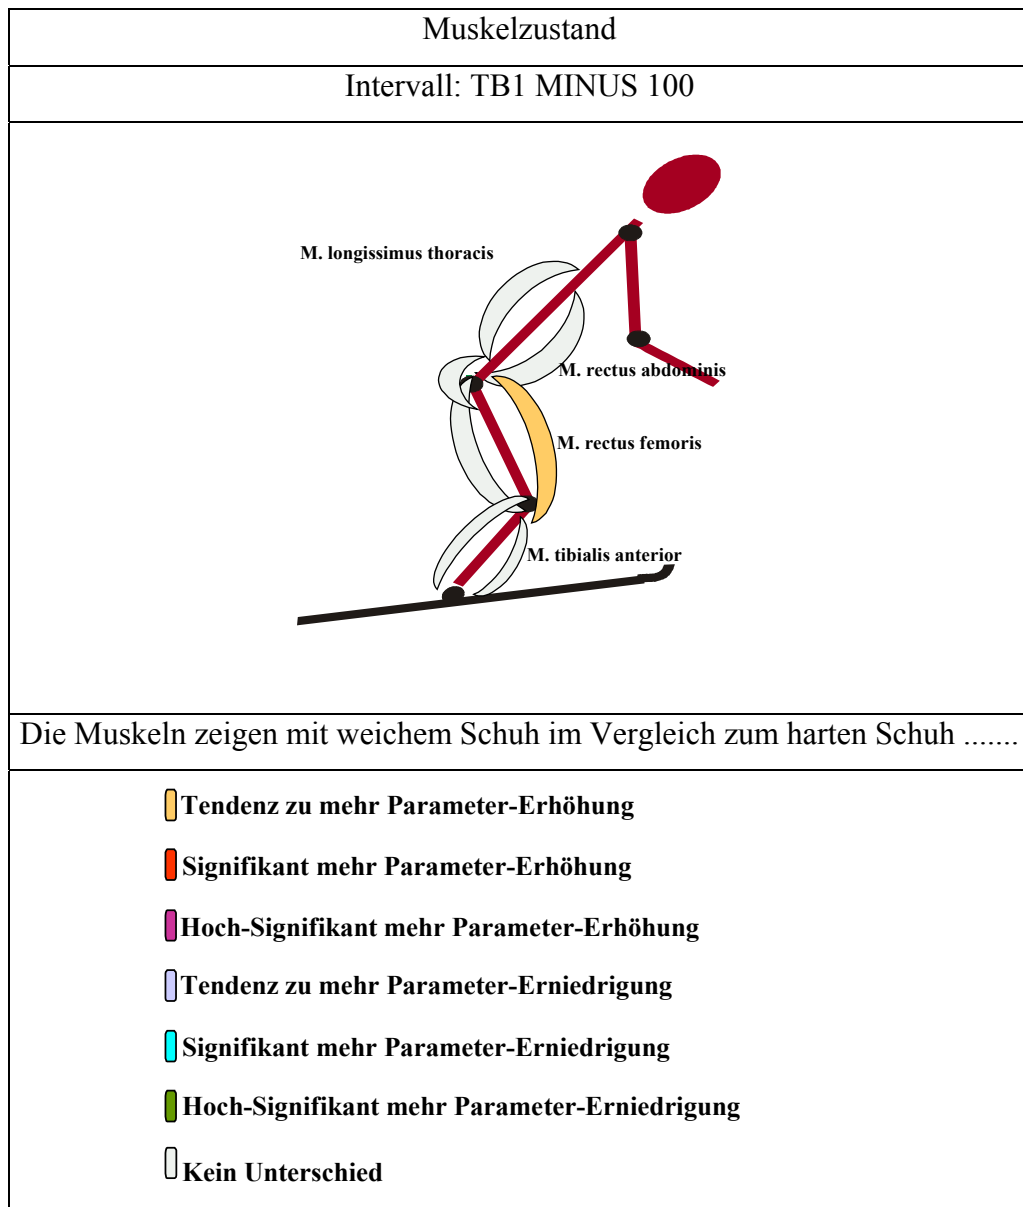 Muskelzustand
Intervall: TB1 MINUS 100
M. longissimus thoracis
M. rectus abdominis
M. rectus femoris
M. tibialis anterior
Die Muskeln zeigen mit weichem Schuh im Vergleich zum harten Schuh .......
Tendenz zu mehr Parameter-Erhöhung
Signifikant mehr Parameter-Erhöhung
Hoch-Signifikant mehr Parameter-Erhöhung
Tendenz zu mehr Parameter-Erniedrigung
Signifikant mehr Parameter-Erniedrigung
Hoch-Signifikant mehr Parameter-Erniedrigung
Kein Unterschied